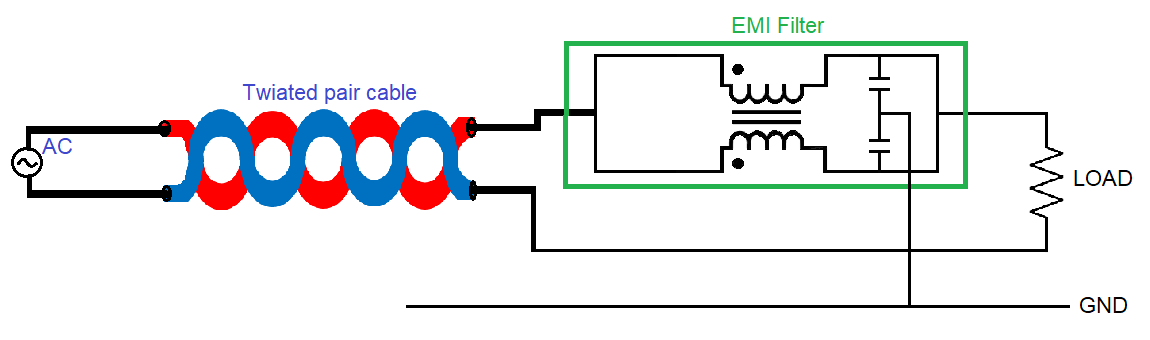 EMI Filter
Twiated pair cable
AC
LOAD
GND